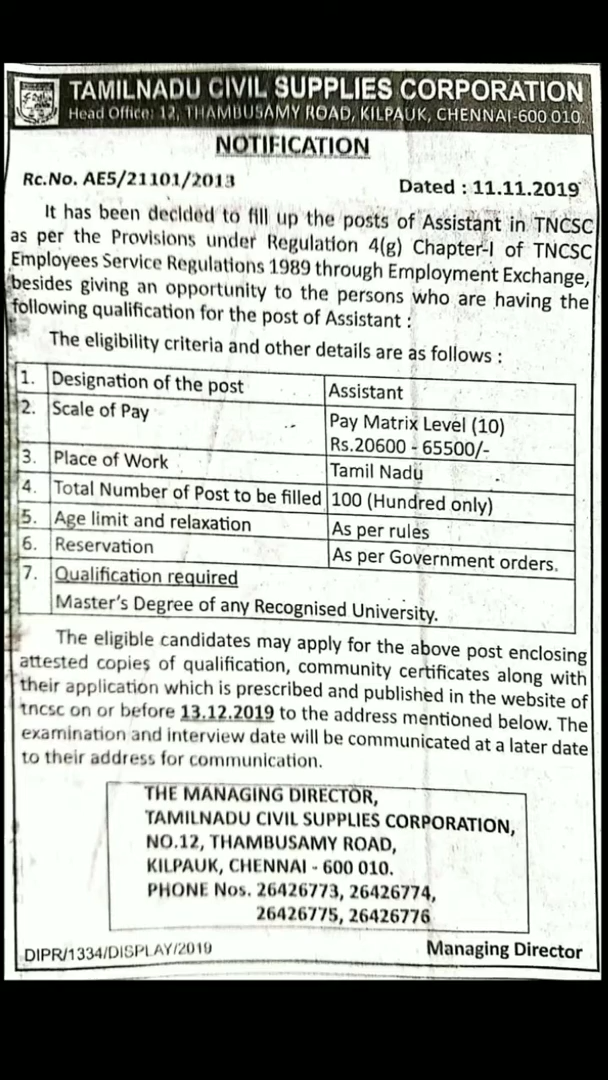 TAMILNADU CIVIL SUPPLIES CORPORATION
Head Office: 12, THAMBUSAMY ROAD, KILPAUK, CHENNAI-600 010.
NOTIFICATION
Rc.No. AE5/21101/2013 Dated : 11.11.2019
It has been decided to fill up the posts of Assistant in TNCSC
as per the Provisions under Regulation 4(g) Chapter-I of TNCSC
Employees Service Regulations 1989 through Employment Exchange,
besides giving an opportunity to the persons who are having the
following qualification for the post of Assistant :
The eligibility criteria and other details are as follows :
1. Designation of the post Assistant
2. Scale of Pay Pay Matrix Level (10)
Rs.20600 - 65500/-
3. Place of Work Tamil Nadu
4. Total Number of Post to be filled 100 (Hundred only)
5. Age limit and relaxation As per rules
6. Reservation As per Government orders.
7. Qualification required
Master's Degree of any Recognised University.
The eligible candidates may apply for the above post enclosing
attested copies of qualification, community certificates along with
their application which is prescribed and published in the website of
tncsc on or before 13.12.2019 to the address mentioned below. The
examination and interview date will be communicated at a later date
to their address for communication.
THE MANAGING DIRECTOR,
TAMILNADU CIVIL SUPPLIES CORPORATION,
NO.12, THAMBUSAMY ROAD,
KILPAUK, CHENNAI - 600 010.
PHONE Nos. 26426773, 26426774,
26426775, 26426776
DIPR/1334/DISPLAY/2019 Managing Director